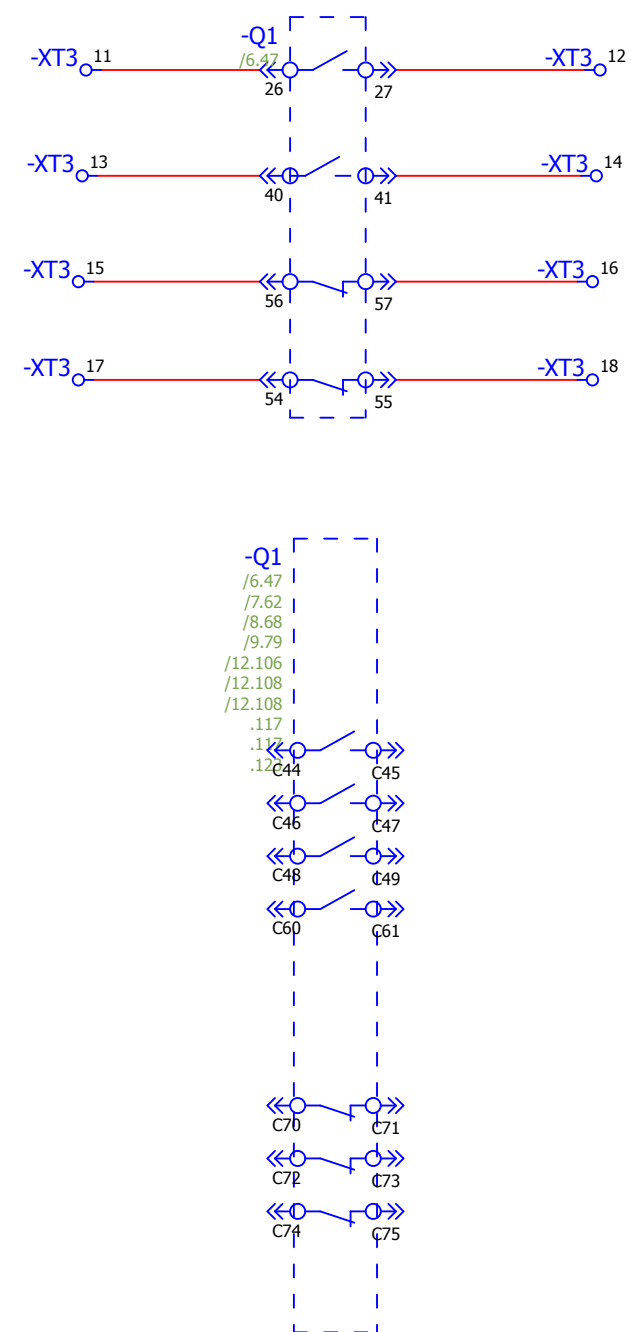 -Q1
/6.47
-XT3 11
-XT3 12
26
27
-XT3 13
-XT3 14
40
41
-XT3 15
-XT3 16
56
57
-XT3 17
-XT3 18
54
55
-Q1
/6.47
/7.62
/8.68
/9.79
/12.106
/12.108
/12.108
.117
.117
.123
C44
C45
C46
C47
C48
C49
C60
C61
C70
C71
C72
C73
C74
C75